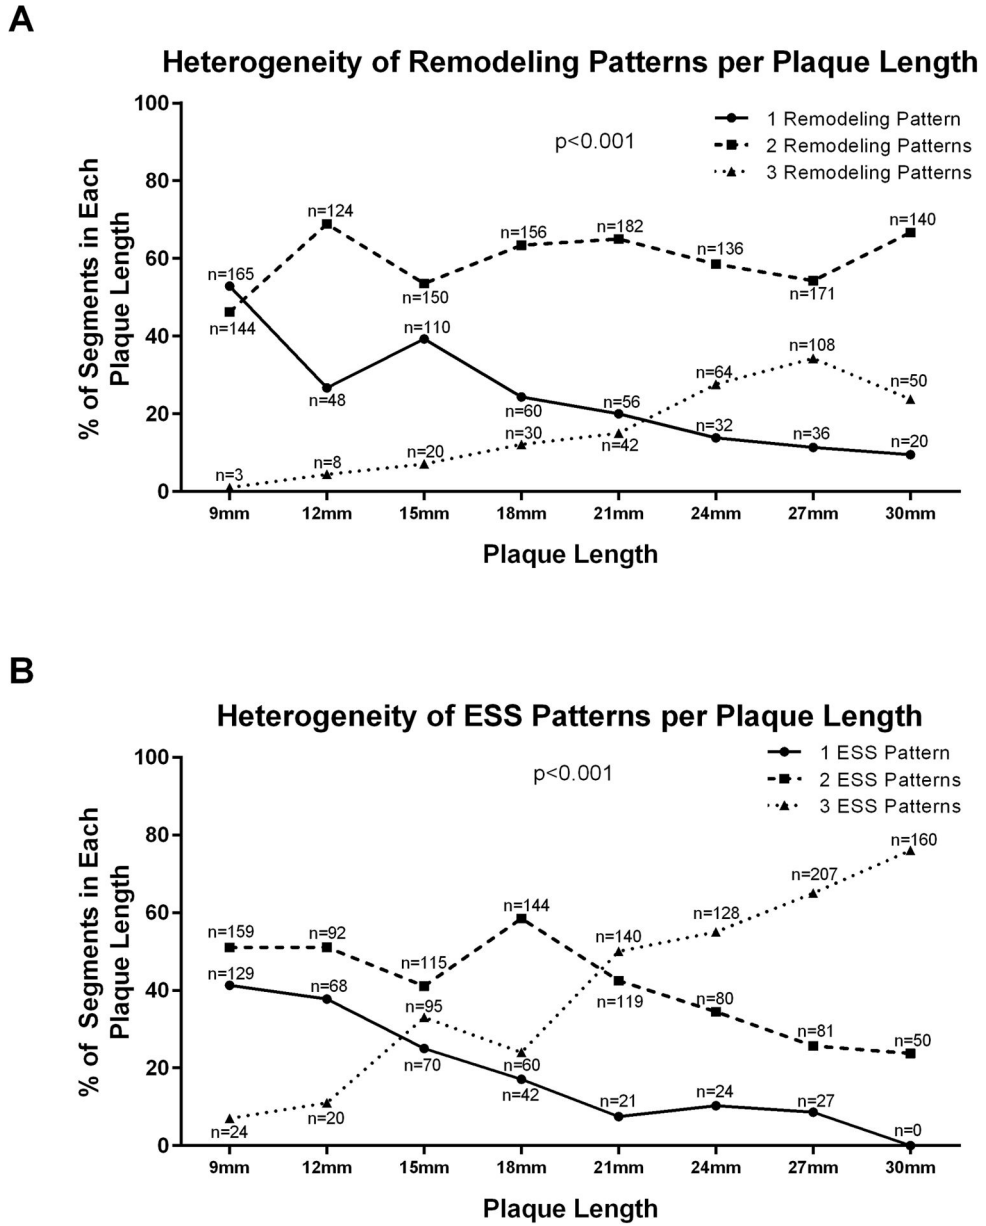 A
Heterogeneity of Remodeling Patterns per Plaque Length
% of Segments in Each
Plaque Length
100
80
60
40
20
0
p<0.001
1 Remodeling Pattern
2 Remodeling Patterns
3 Remodeling Patterns
n=165
n=144
n=3
n=124
n=48
n=8
n=150
n=110
n=20
n=156
n=60
n=30
n=182
n=56
n=42
n=136
n=64
n=32
n=171
n=108
n=36
n=140
n=50
n=20
9mm
12mm
15mm
18mm
21mm
24mm
27mm
30mm
Plaque Length
B
Heterogeneity of ESS Patterns per Plaque Length
% of Segments in Each
Plaque Length
100
80
60
40
20
0
p<0.001
1 ESS Pattern
2 ESS Patterns
3 ESS Patterns
n=159
n=129
n=24
n=92
n=68
n=20
n=115
n=95
n=70
n=144
n=60
n=42
n=140
n=119
n=21
n=128
n=80
n=24
n=207
n=81
n=27
n=160
n=50
n=0
9mm
12mm
15mm
18mm
21mm
24mm
27mm
30mm
Plaque Length